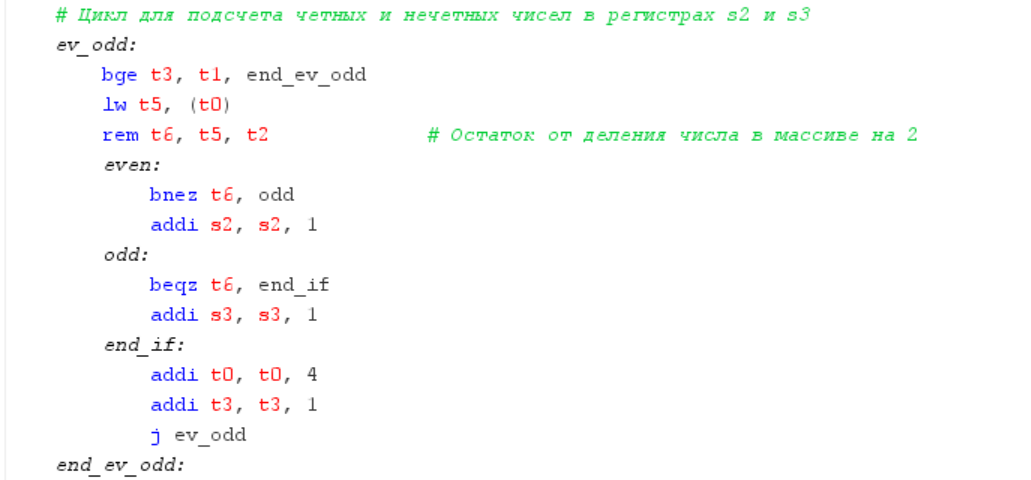 # Цикл для подсчета четных и нечетных чисел в регистрах s2 и s3
ev_odd:
bge t3, t1, end_ev_odd
lw t5, (t0)
rem t6, t5, t2 # Остаток от деления числа в массиве на 2
even:
bnez t6, odd
addi s2, s2, 1
odd:
beqz t6, end_if
addi s3, s3, 1
end_if:
addi t0, t0, 4
addi t3, t3, 1
j ev_odd
end_ev_odd: